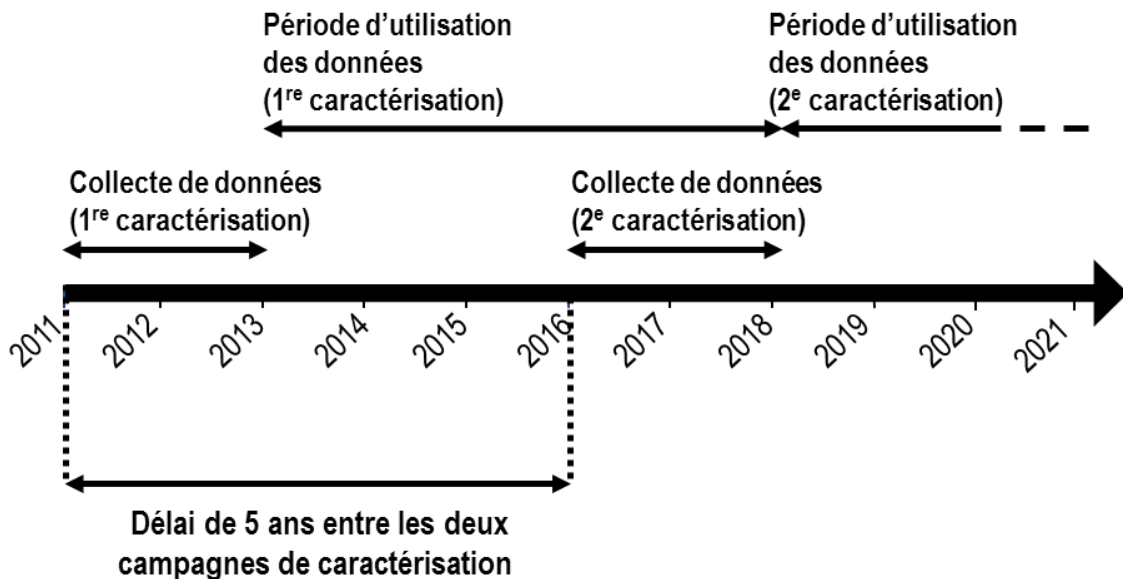 Période d’utilisation
des données
(1re caractérisation)
Période d’utilisation
des données
(2e caractérisation)
Collecte de données
(1re caractérisation)
Collecte de données
(2e caractérisation)
2011
2012
2013
2014
2015
2016
2017
2018
2019
2020
2021
Délai de 5 ans entre les deux
campagnes de caractérisation